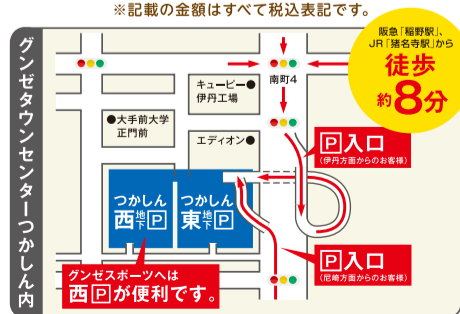 ※記載の金額はすべて税込表記です。
グンゼタウンセンターつかしん内
阪急「稲野駅」、
JR「猪名寺駅」から
徒歩
約8分
南町4
キューピー●
伊丹工場
●大手前大学
正門前
エディオン●
P入口
(伊丹方面からのお客様)
つかしん
西地下P
つかしん
東地下P
P入口
(尼崎方面からのお客様)
グンゼスポーツへは
西Pが便利です。